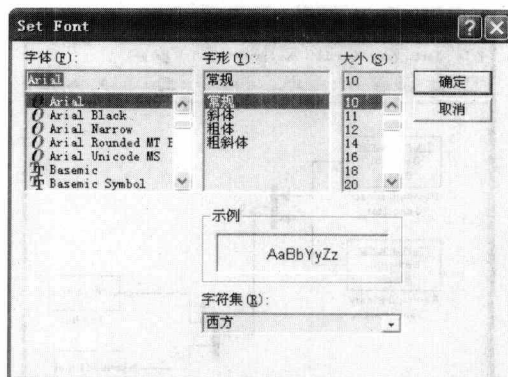 Set Font
字体(F):
字形(Y):
大小(S):
Arial
常规
10
确定
取消
Arial
Arial Black
Arial Narrow
Arial Rounded MT B
Arial Unicode MS
Basemic
Basemic Symbol
常规
斜体
粗体
粗斜体
10
11
12
14
16
18
20
示例
AaBbYyZz
字符集(R):
西方